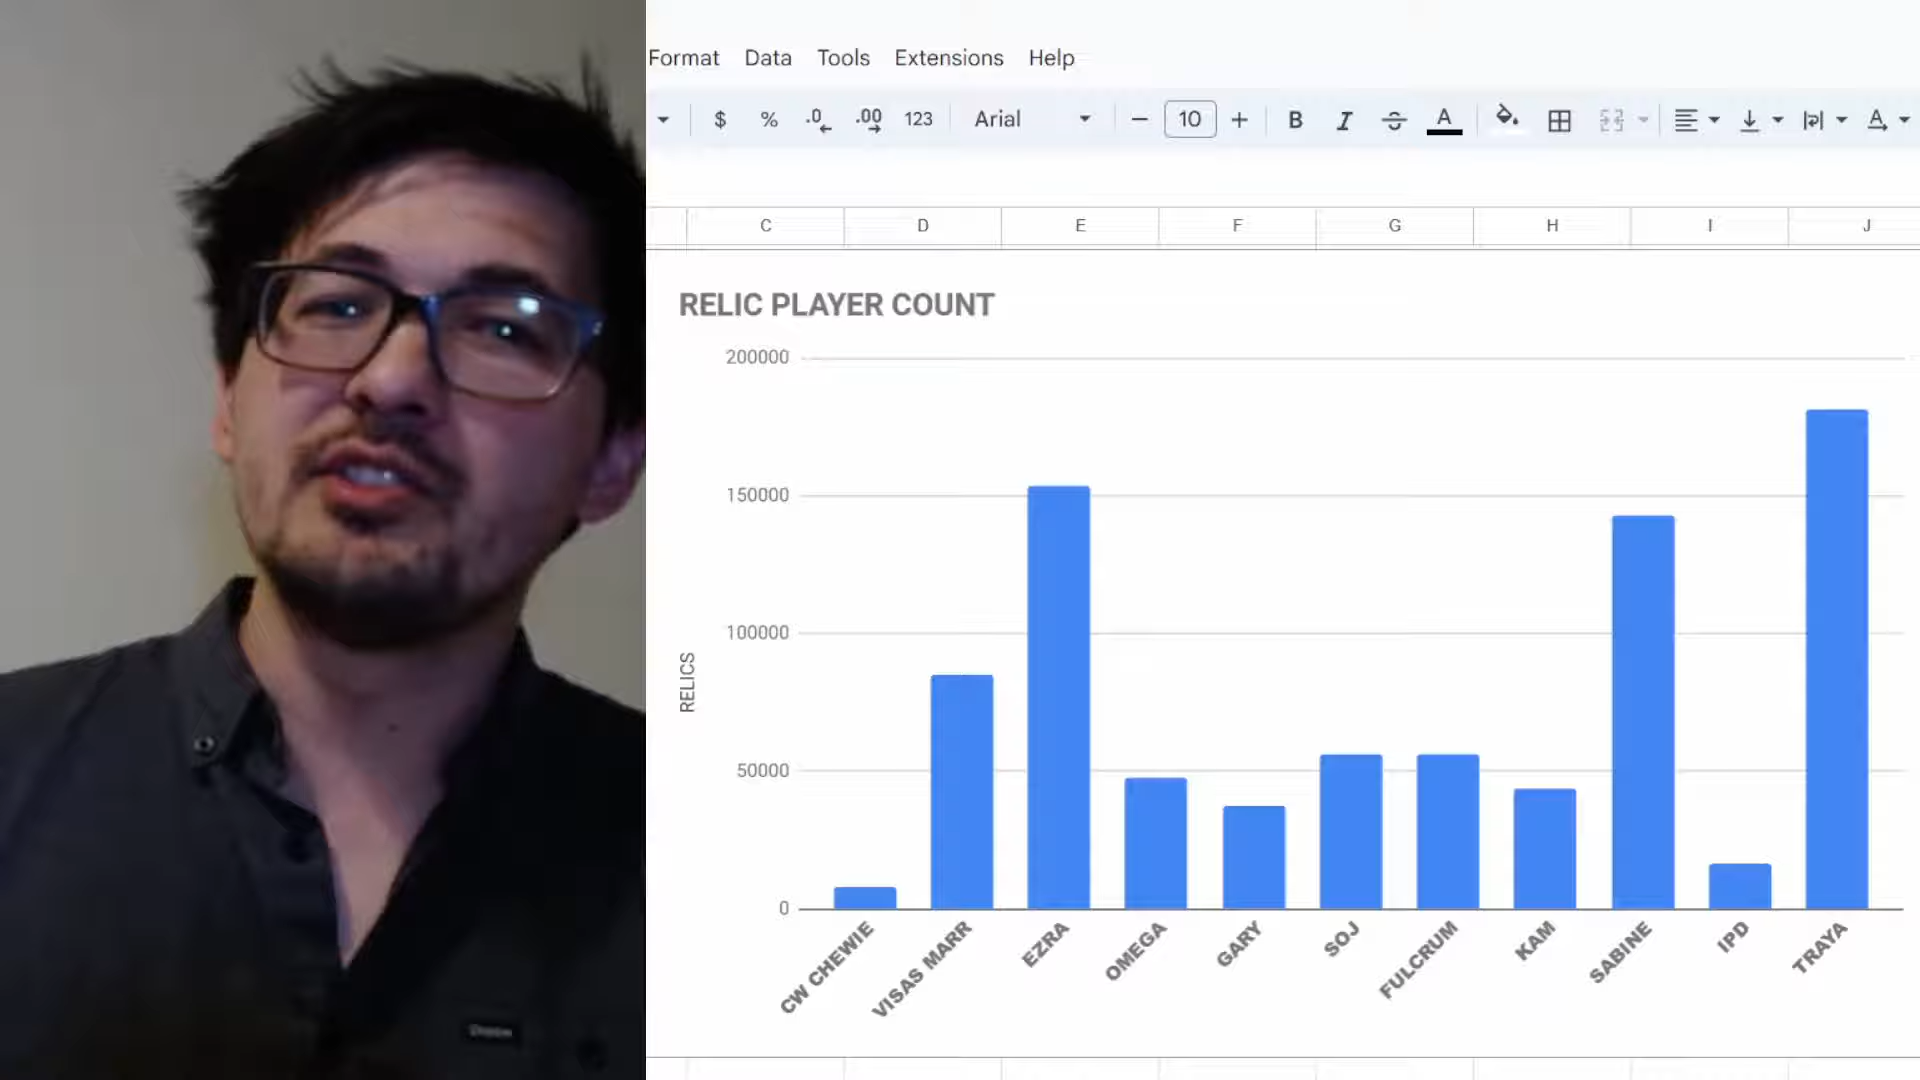 Format Data Tools Extensions Help
$ % .0 .00 123 Arial 10 B I A A
C D E F G H I J
RELIC PLAYER COUNT
200000
150000
100000
50000
0
RELICS
CW CHEWIE
VISAS MARR
EZRA
OMEGA
GARY
SOJ
FULCRUM
KAM
SABINE
IPD
TRAYA